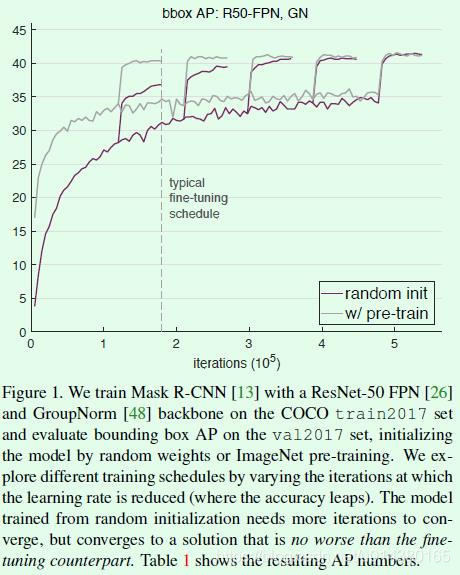 bbox AP: R50-FPN, GN
45
40
35
30
25
20
15
10
5
0
typical
fine-tuning
schedule
random init
w/ pre-train
0 1 2 3 4 5
iterations (10⁵)
Figure 1. We train Mask R-CNN [13] with a ResNet-50 FPN [26]
and GroupNorm [48] backbone on the COCO train2017 set
and evaluate bounding box AP on the val2017 set, initializing
the model by random weights or ImageNet pre-training. We ex-
plore different training schedules by varying the iterations at which
the learning rate is reduced (where the accuracy leaps). The model
trained from random initialization needs more iterations to con-
verge, but converges to a solution that is no worse than the fine-
tuning counterpart. Table 1 shows the resulting AP numbers.